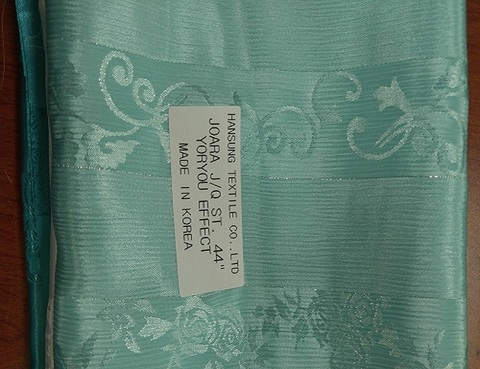 HANSUNG TEXTILE CO.,LTD
JOARA J/Q ST. 44"
YORYOU EFFECT
MADE IN KOREA